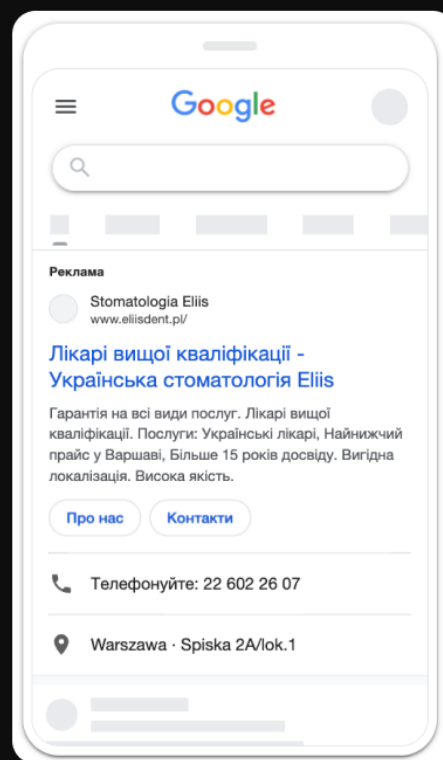 Google
Реклама
Stomatologia Eliis
www.eliisdent.pl/
Лікарі вищої кваліфікації -
Українська стоматологія Eliis
Гарантія на всі види послуг. Лікарі вищої
кваліфікації. Послуги: Українські лікарі, Найнижчий
прайс у Варшаві, Більше 15 років досвіду. Вигідна
локалізація. Висока якість.
Про нас Контакти
Телефонуйте: 22 602 26 07
Warszawa · Spiska 2A/lok.1